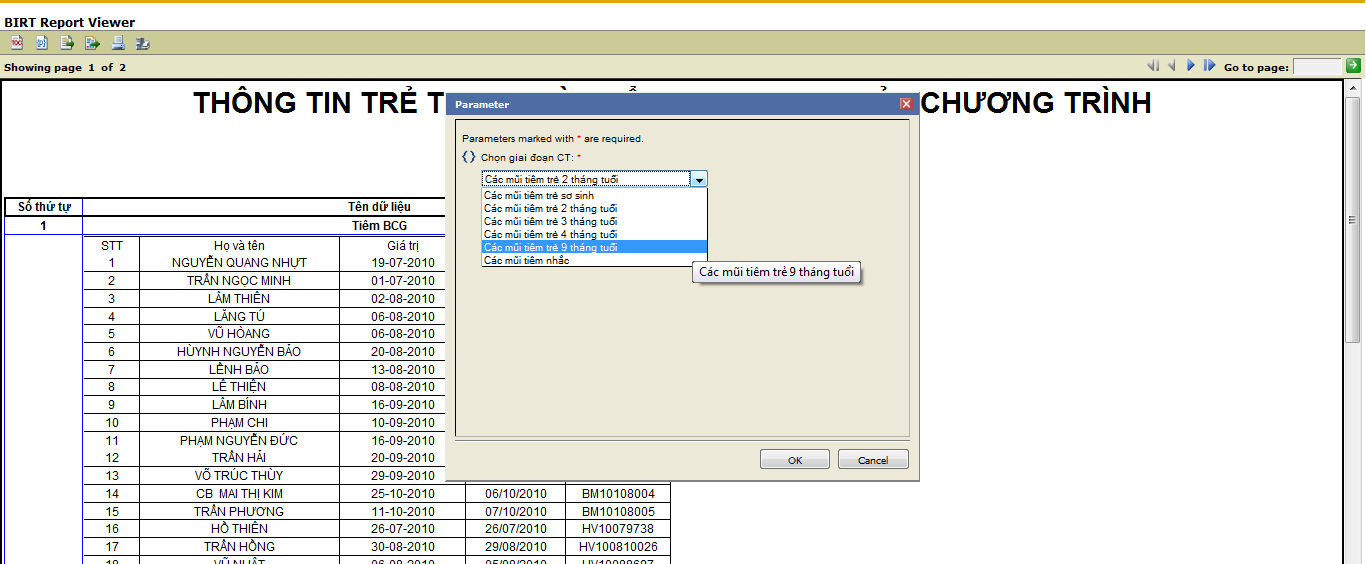 BIRT Report Viewer
Showing page 1 of 2
Go to page:
THÔNG TIN TRẺ T
CHƯƠNG TRÌNH
Parameter
Parameters marked with * are required.
Chọn giai đoạn CT: *
Các mũi tiêm trẻ 2 tháng tuổi
Các mũi tiêm trẻ sơ sinh
Các mũi tiêm trẻ 2 tháng tuổi
Các mũi tiêm trẻ 3 tháng tuổi
Các mũi tiêm trẻ 4 tháng tuổi
Các mũi tiêm trẻ 9 tháng tuổi
Các mũi tiêm nhắc
Các mũi tiêm trẻ 9 tháng tuổi
OK Cancel
Số thứ tự Tên dữ liệu
1 Tiêm BCG
STT Họ và tên Giá trị
1 NGUYỄN QUANG NHỰT 19-07-2010
2 TRẦN NGỌC MINH 01-07-2010
3 LÂM THIÊN 02-08-2010
4 LĂNG TÚ 06-08-2010
5 VŨ HOÀNG 06-08-2010
6 HÙYNH NGUYỄN BẢO 20-08-2010
7 LÊNH BẢO 13-08-2010
8 LÊ THIỆN 08-08-2010
9 LÂM BÍNH 16-09-2010
10 PHẠM CHI 10-09-2010
11 PHẠM NGUYỄN ĐỨC 16-09-2010
12 TRẦN HẢI 20-09-2010
13 VÕ TRÚC THÙY 29-09-2010
14 CB MAI THỊ KIM 25-10-2010 06/10/2010 BM10108004
15 TRẦN PHƯƠNG 11-10-2010 07/10/2010 BM10108005
16 HỒ THIÊN 26-07-2010 26/07/2010 HV10079738
17 TRẦN HỒNG 30-08-2010 29/08/2010 HV100810026